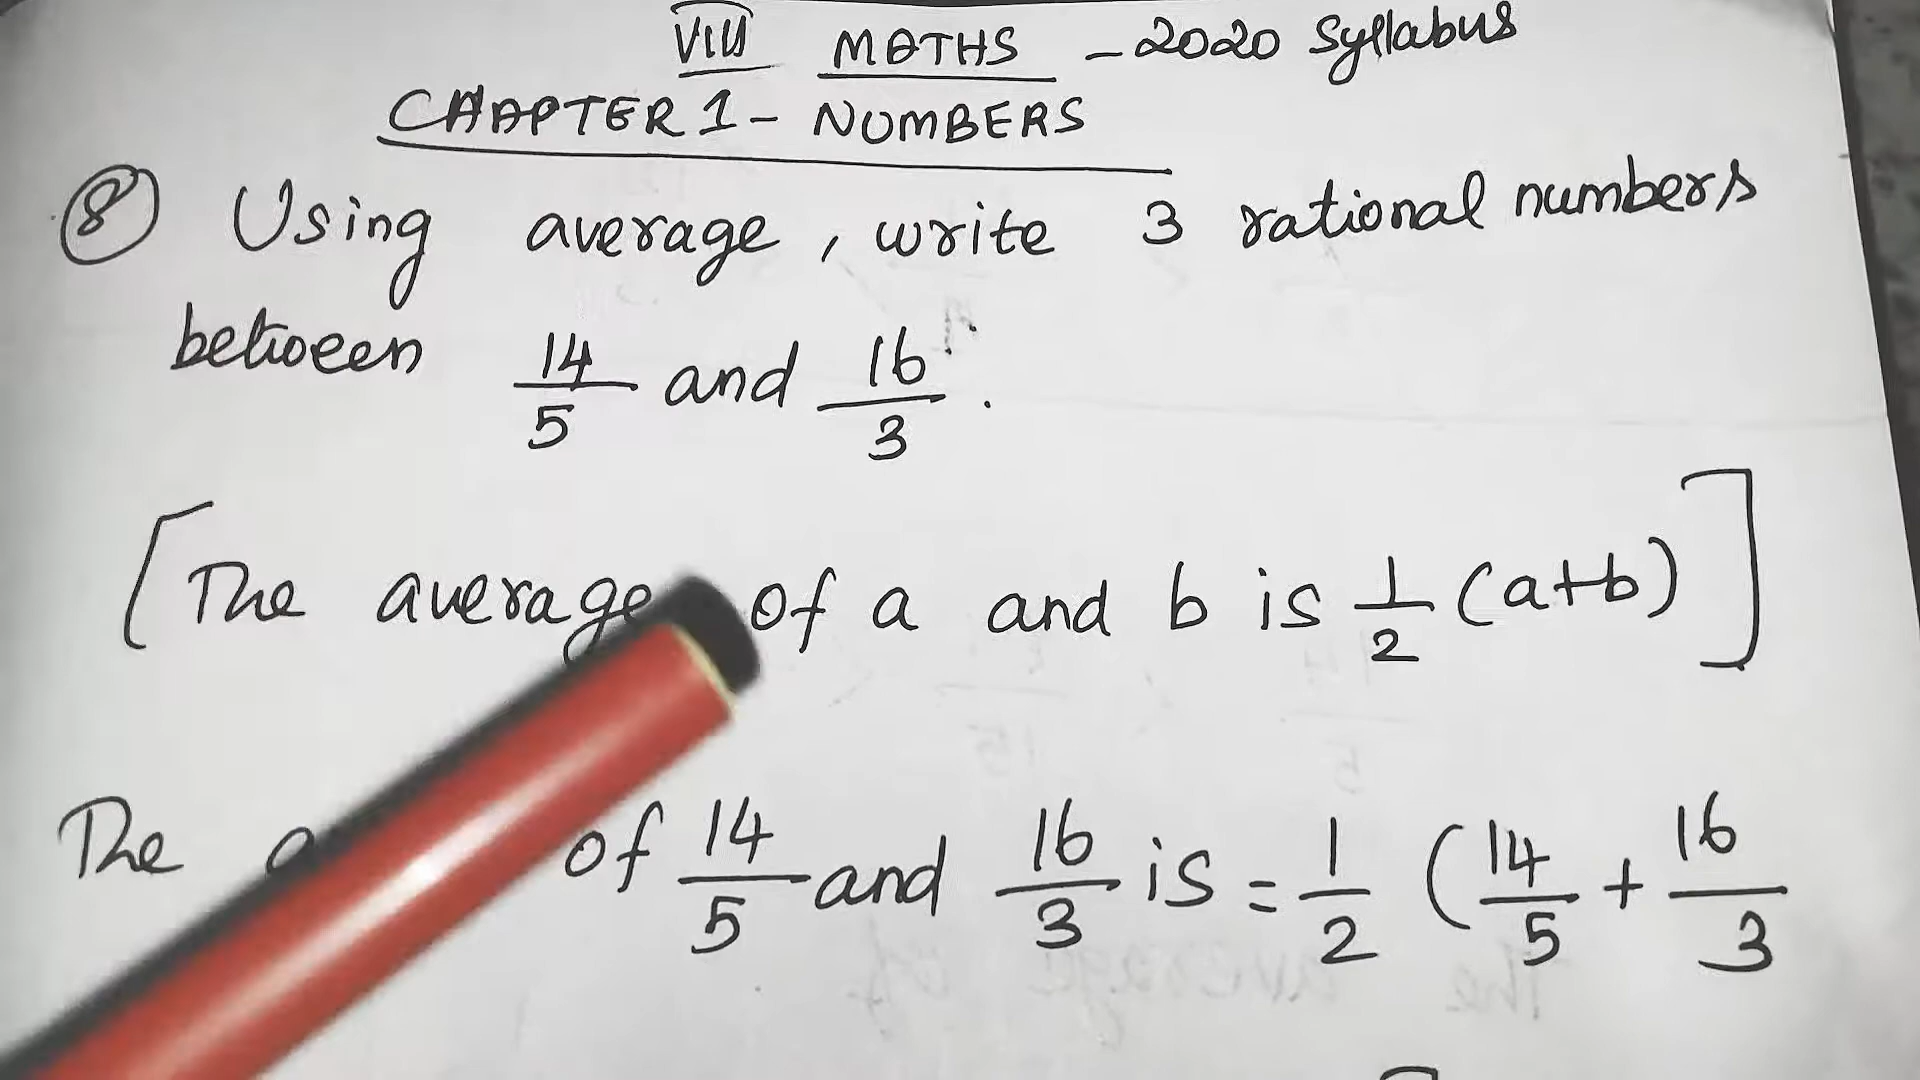 VIII MATHS - 2020 Syllabus
CHAPTER 1 - NUMBERS
8 Using average, write 3 rational numbers
between 14/5 and 16/3.
[The average of a and b is 1/2 (a+b)]
The of 14/5 and 16/3 is = 1/2 (14/5 + 16/3